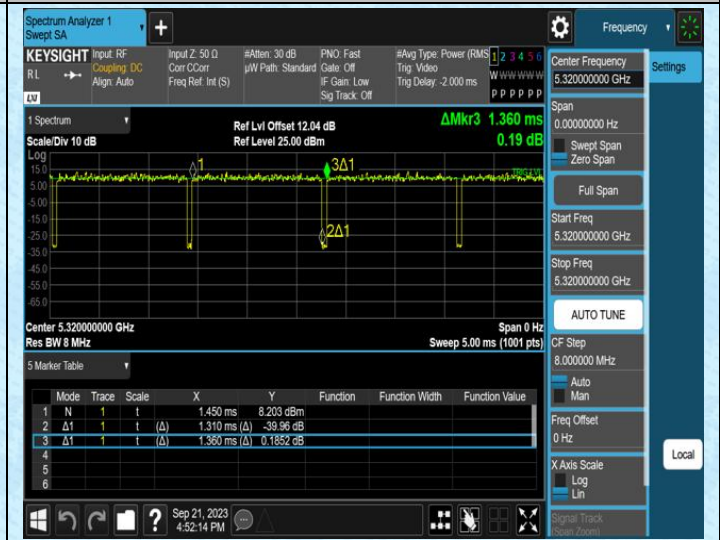 Spectrum Analyzer 1
Swept SA
+
Frequency
KEYSIGHT
RL
LXI
Input: RF
Coupling: DC
Align: Auto
Input Z: 50 Ω
Corr CCorr
Freq Ref: Int (S)
#Atten: 30 dB
µW Path: Standard
PNO: Fast
Gate: Off
IF Gain: Low
Sig Track: Off
#Avg Type: Power (RMS
Trig: Video
Trig Delay: -2.000 ms
1 2 3 4 5 6
W W W W W W
P P P P P P
1 Spectrum
Scale/Div 10 dB
Ref Lvl Offset 12.04 dB
Ref Level 25.00 dBm
ΔMkr3 1.360 ms
0.19 dB
Log
15.0
5.00
-5.00
-15.0
-25.0
-35.0
-45.0
-55.0
-65.0
1
3Δ1
2Δ1
TRIG LVL
Center 5.320000000 GHz
Res BW 8 MHz
Span 0 Hz
Sweep 5.00 ms (1001 pts)
5 Marker Table
Mode Trace Scale X Y Function Function Width Function Value
1 N 1 t 1.450 ms 8.203 dBm
2 Δ1 1 t (Δ) 1.310 ms (Δ) -39.96 dB
3 Δ1 1 t (Δ) 1.360 ms (Δ) 0.1852 dB
4
5
6
?
Sep 21, 2023
4:52:14 PM
Center Frequency
5.320000000 GHz
Span
0.00000000 Hz
Swept Span
Zero Span
Full Span
Start Freq
5.320000000 GHz
Stop Freq
5.320000000 GHz
AUTO TUNE
CF Step
8.000000 MHz
Auto
Man
Freq Offset
0 Hz
X Axis Scale
Log
Lin
Signal Track
(Span Zoom)
Settings
Local